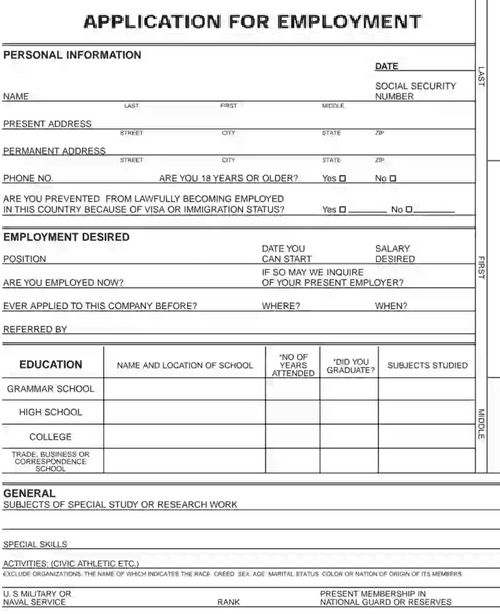 APPLICATION FOR EMPLOYMENT
PERSONAL INFORMATION
DATE
SOCIAL SECURITY
NAME NUMBER
LAST FIRST MIDDLE
PRESENT ADDRESS
STREET CITY STATE ZIP
PERMANENT ADDRESS
STREET CITY STATE ZIP
PHONE NO. ARE YOU 18 YEARS OR OLDER? Yes No
ARE YOU PREVENTED FROM LAWFULLY BECOMING EMPLOYED
IN THIS COUNTRY BECAUSE OF VISA OR IMMIGRATION STATUS? Yes No
LAST
EMPLOYMENT DESIRED
DATE YOU SALARY
POSITION CAN START DESIRED
IF SO MAY WE INQUIRE
ARE YOU EMPLOYED NOW? OF YOUR PRESENT EMPLOYER?
EVER APPLIED TO THIS COMPANY BEFORE? WHERE? WHEN?
REFERRED BY
FIRST
EDUCATION NAME AND LOCATION OF SCHOOL *NO OF YEARS ATTENDED *DID YOU GRADUATE? SUBJECTS STUDIED
GRAMMAR SCHOOL
HIGH SCHOOL
COLLEGE
TRADE, BUSINESS OR
CORRESPONDENCE
SCHOOL
MIDDLE
GENERAL
SUBJECTS OF SPECIAL STUDY OR RESEARCH WORK
SPECIAL SKILLS
ACTIVITIES: (CIVIC ATHLETIC ETC.)
EXCLUDE ORGANIZATIONS. THE NAME OF WHICH INDICATES THE RACE. CREED. SEX. AGE. MARITAL STATUS. COLOR OR NATION OF ORIGIN OF ITS MEMBERS.
U. S MILITARY OR PRESENT MEMBERSHIP IN
NAVAL SERVICE RANK NATIONAL GUARD OR RESERVES